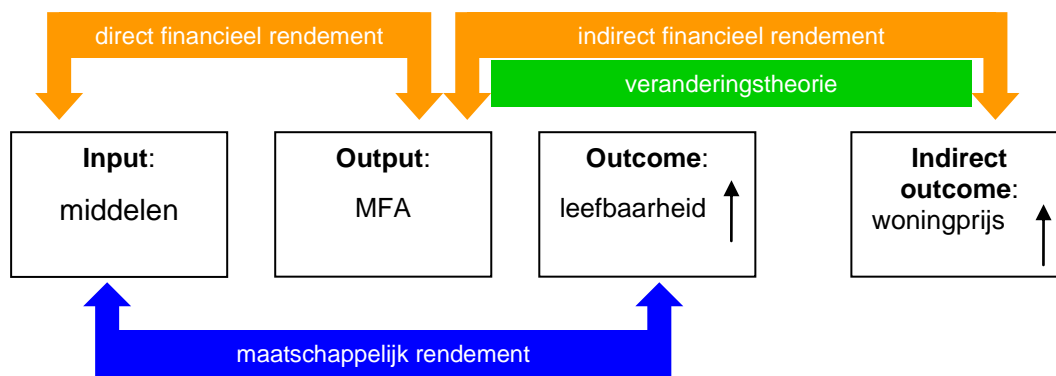 direct financieel rendement
indirect financieel rendement
veranderingstheorie
Input:
middelen
Output:
MFA
Outcome:
leefbaarheid
Indirect
outcome:
woningprijs
maatschappelijk rendement